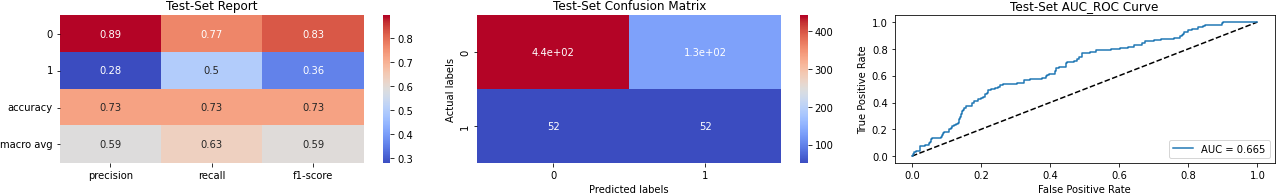 Test-Set Report
0 0.89 0.77 0.83
1 0.28 0.5 0.36
accuracy 0.73 0.73 0.73
macro avg 0.59 0.63 0.59
precision recall f1-score
0.8
0.7
0.6
0.5
0.4
0.3
Test-Set Confusion Matrix
Actual labels
0 4.4e+02 1.3e+02
1 52 52
0 1
Predicted labels
400
300
200
100
Test-Set AUC_ROC Curve
True Positive Rate
1.0
0.8
0.6
0.4
0.2
0.0
0.0 0.2 0.4 0.6 0.8 1.0
False Positive Rate
AUC = 0.665